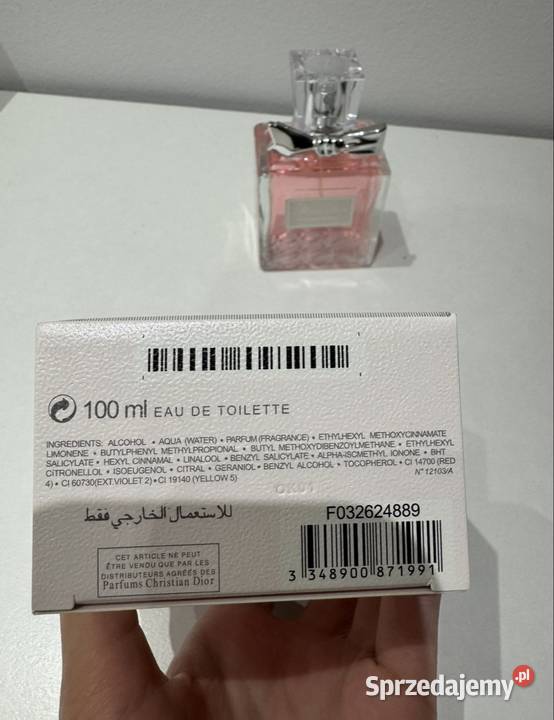 100 ml EAU DE TOILETTE
INGREDIENTS: ALCOHOL • AQUA (WATER) • PARFUM (FRAGRANCE) • ETHYLHEXYL METHOXYCINNAMATE
LIMONENE • BUTYLPHENYL METHYLPROPIONAL • BUTYL METHOXYDIBENZOYLMETHANE • ETHYLHEXYL
SALICYLATE • HEXYL CINNAMAL • LINALOOL • BENZYL SALICYLATE • ALPHA-ISCMETHYL IONONE • BHT
CITRONELLOL • ISOEUGENOL • CITRAL • GERANIOL • BENZYL ALCOHOL • TOCOPHEROL • CI 14700 (RED
4) • CI 60730(EXT.VIOLET 2) • CI 19140 (YELLOW 5)
N° 12103/A
للاستعمال الخارجي فقط
F032624889
CET ARTICLE NE PEUT
ÊTRE VENDU QUE PAR LES
DISTRIBUTEURS AGRÉÉS DES
Parfums Christian Dior
3 348900 871991
Sprzedajemy.pl